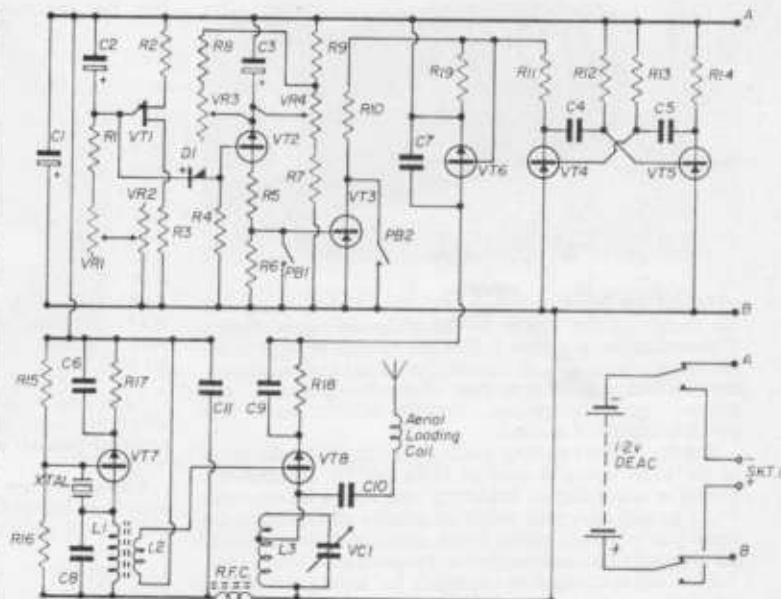 A
C2
R2
R8
C3
R9
R19
R11
R12
R13
R14
VR3
VR4
R10
C4
C5
C1
R1
VT1
D1
VT2
C7
VT6
VT4
VT5
R7
VR2
R5
VT3
PB2
R4
VR1
R3
R6
PB1
B
C6
R15
R17
C11
C9
R18
A
Aerial
Loading
Coil
VT7
VT8
XTAL
12v
DEAC
SKT.1
C10
R16
L1
L2
L3
VC1
C8
R.F.C.
B